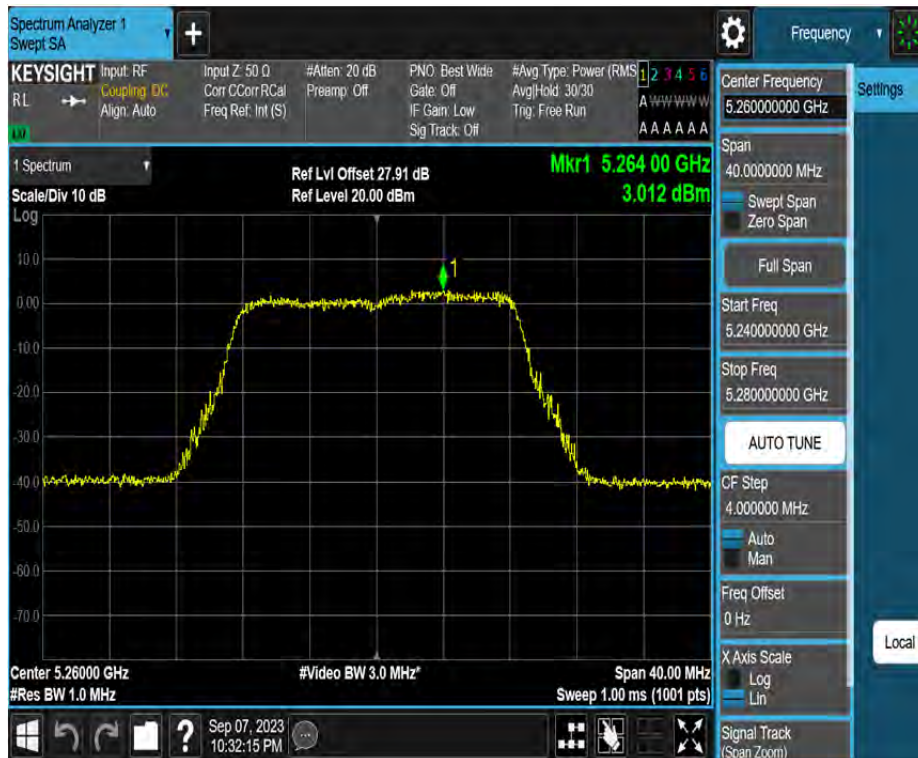 Spectrum Analyzer 1
Swept SA
+
Frequency
KEYSIGHT
RL
Input: RF
Coupling: DC
Align: Auto
Input Z: 50 Ω
Corr CCorr RCal
Freq Ref: Int (S)
#Atten: 20 dB
Preamp: Off
PNO: Best Wide
Gate: Off
IF Gain: Low
Sig Track: Off
#Avg Type: Power (RMS
Avg|Hold: 30/30
Trig: Free Run
1 2 3 4 5 6
A W W W W W
A A A A A A
1 Spectrum
Scale/Div 10 dB
Log
Ref Lvl Offset 27.91 dB
Ref Level 20.00 dBm
Mkr1 5.264 00 GHz
3.012 dBm
1
10.0
0.00
-10.0
-20.0
-30.0
-40.0
-50.0
-60.0
-70.0
Center 5.26000 GHz
#Res BW 1.0 MHz
#Video BW 3.0 MHz*
Span 40.00 MHz
Sweep 1.00 ms (1001 pts)
?
Sep 07, 2023
10:32:15 PM
Center Frequency
5.260000000 GHz
Span
40.0000000 MHz
Swept Span
Zero Span
Full Span
Start Freq
5.240000000 GHz
Stop Freq
5.280000000 GHz
AUTO TUNE
CF Step
4.000000 MHz
Auto
Man
Freq Offset
0 Hz
X Axis Scale
Log
Lin
Signal Track
(Span Zoom)
Settings
Local